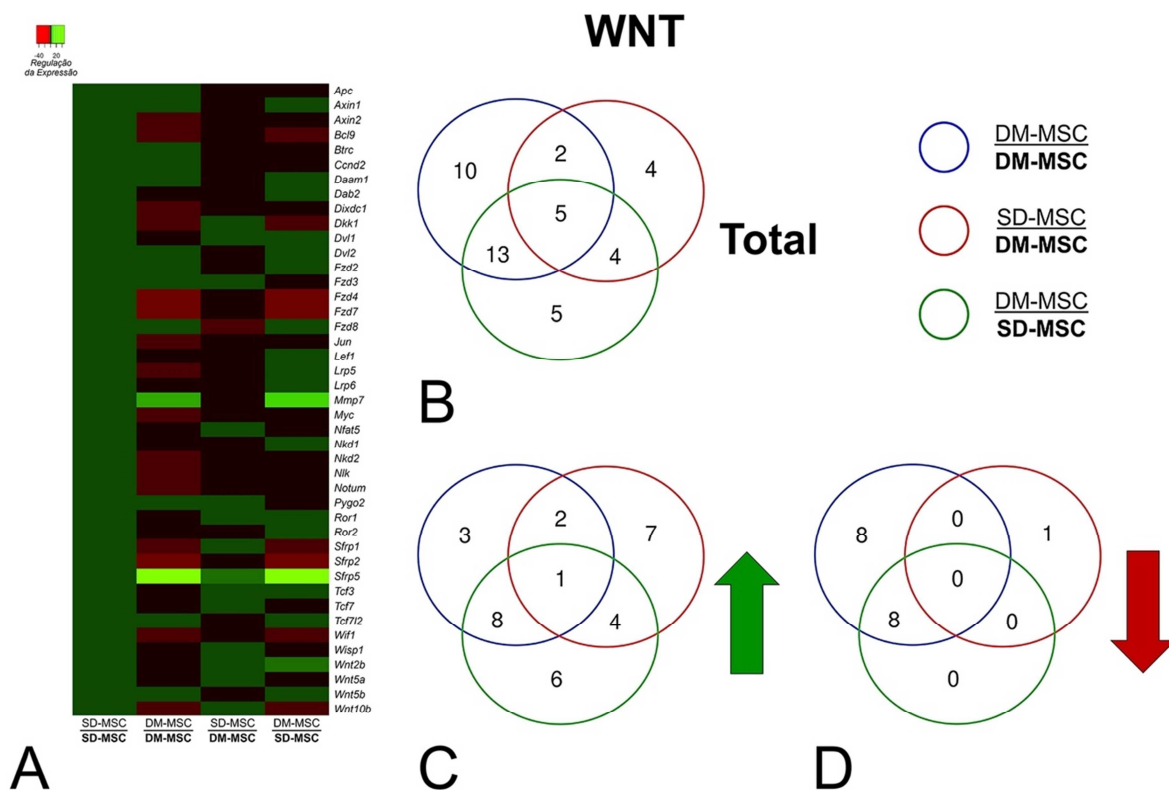 WNT
-40 20
Regulação
da Expressão
Apc
Axin1
Axin2
Bcl9
Btrc
Ccnd2
Daam1
Dab2
Dixdc1
Dkk1
Dvl1
Dvl2
Fzd2
Fzd3
Fzd4
Fzd7
Fzd8
Jun
Lef1
Lrp5
Lrp6
Mmp7
Myc
Nfat5
Nkd1
Nkd2
Nlk
Notum
Pygo2
Ror1
Ror2
Sfrp1
Sfrp2
Sfrp5
Tcf3
Tcf7
Tcf7l2
Wif1
Wisp1
Wnt2b
Wnt5a
Wnt5b
Wnt10b
SD-MSC DM-MSC SD-MSC DM-MSC
SD-MSC DM-MSC DM-MSC SD-MSC
A
10 2 4
5
13 4
5
Total
B
DM-MSC
DM-MSC
SD-MSC
DM-MSC
DM-MSC
SD-MSC
3 2 7
1
8 4
6
C
8 0 1
0
8 0
0
D